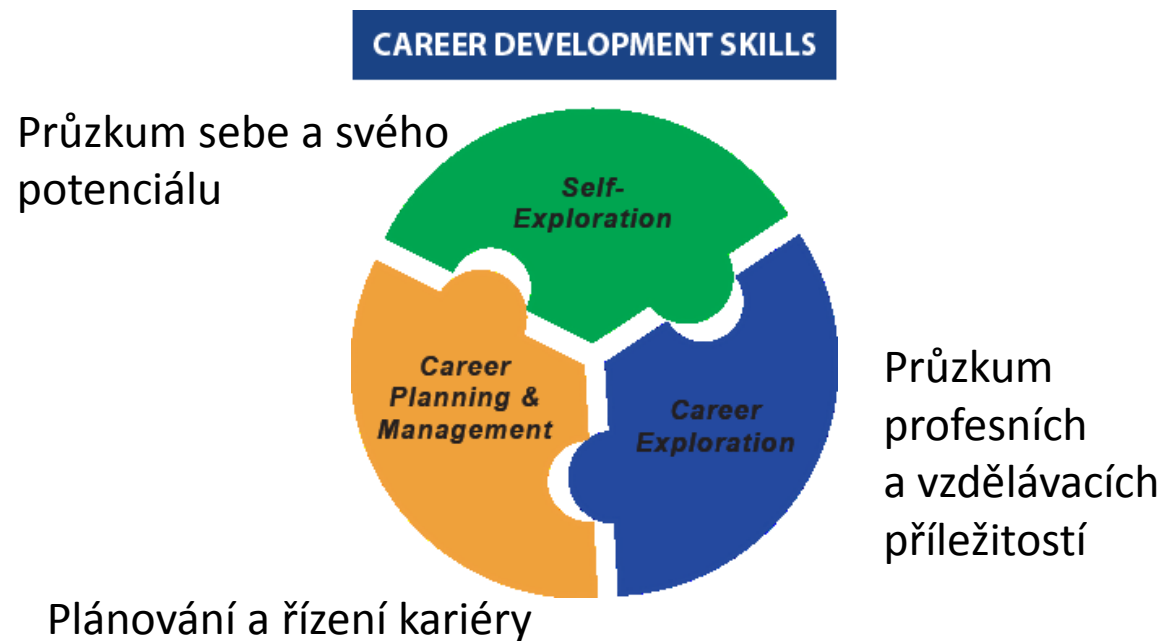 CAREER DEVELOPMENT SKILLS
Průzkum sebe a svého
potenciálu
Self-
Exploration
Career
Planning &
Management
Career
Exploration
Průzkum
profesních
a vzdělávacích
příležitostí
Plánování a řízení kariéry